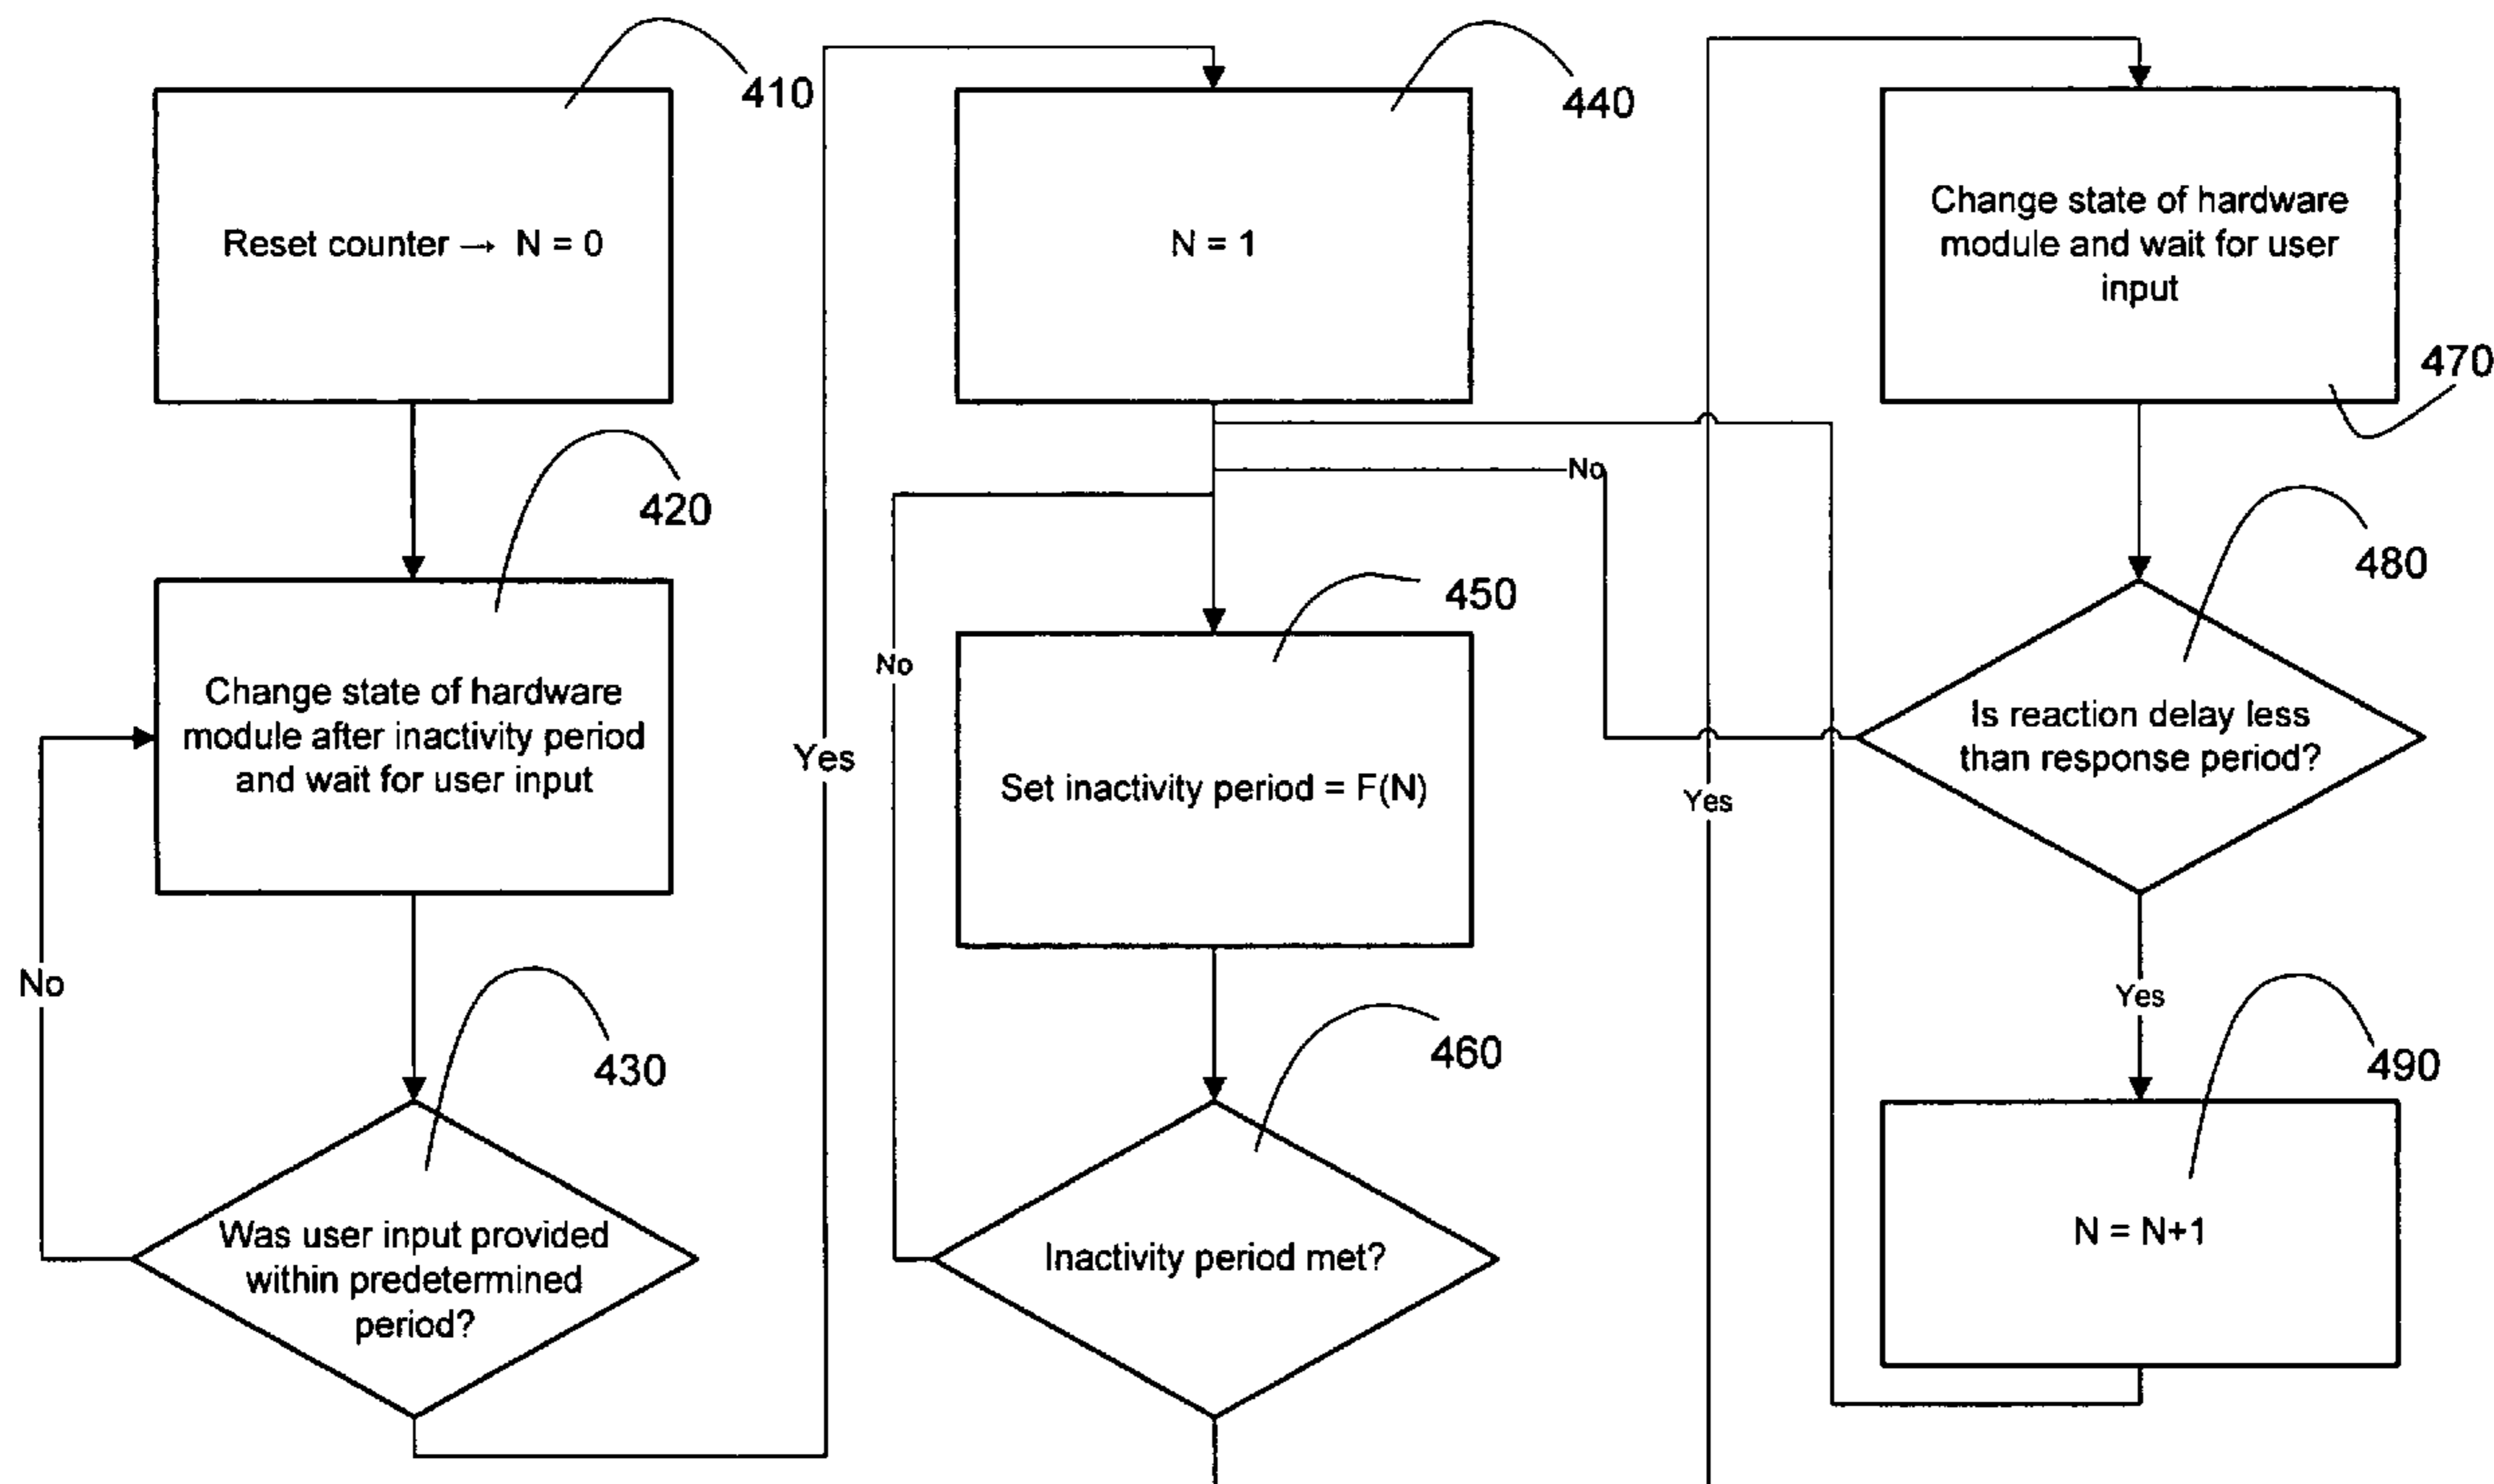 410
Reset counter → N = 0
420
Change state of hardware
module after inactivity period
and wait for user input
No
430
Was user input provided
within predetermined
period?
Yes
440
N = 1
No
No
450
Set inactivity period = F(N)
460
Inactivity period met?
Yes
Change state of hardware
module and wait for user
input
470
480
Is reaction delay less
than response period?
Yes
490
N = N+1